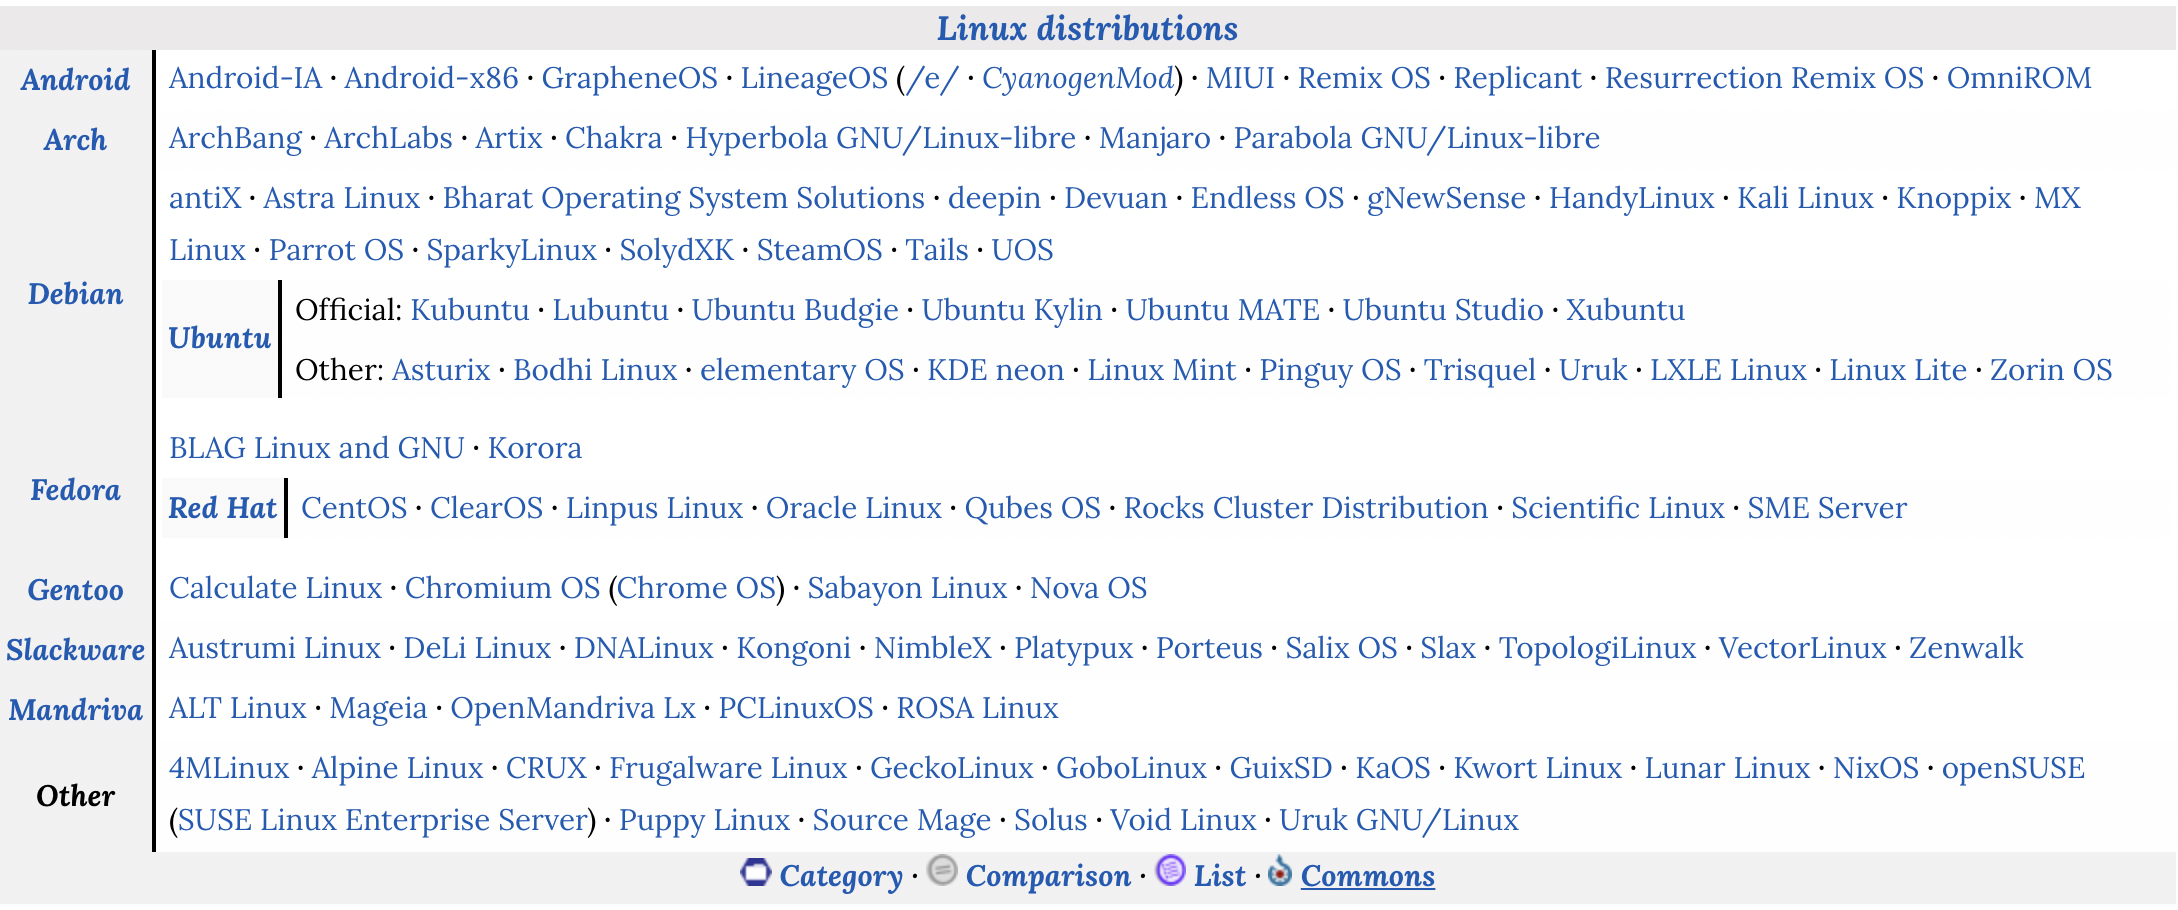 Linux distributions
Android
Android-IA · Android-x86 · GrapheneOS · LineageOS (/e/ · CyanogenMod) · MIUI · Remix OS · Replicant · Resurrection Remix OS · OmniROM
Arch
ArchBang · ArchLabs · Artix · Chakra · Hyperbola GNU/Linux-libre · Manjaro · Parabola GNU/Linux-libre
Debian
antiX · Astra Linux · Bharat Operating System Solutions · deepin · Devuan · Endless OS · gNewSense · HandyLinux · Kali Linux · Knoppix · MX
Linux · Parrot OS · SparkyLinux · SolydXK · SteamOS · Tails · UOS
Ubuntu
Official: Kubuntu · Lubuntu · Ubuntu Budgie · Ubuntu Kylin · Ubuntu MATE · Ubuntu Studio · Xubuntu
Other: Asturix · Bodhi Linux · elementary OS · KDE neon · Linux Mint · Pinguy OS · Trisquel · Uruk · LXLE Linux · Linux Lite · Zorin OS
Fedora
BLAG Linux and GNU · Korora
Red Hat
CentOS · ClearOS · Linpus Linux · Oracle Linux · Qubes OS · Rocks Cluster Distribution · Scientific Linux · SME Server
Gentoo
Calculate Linux · Chromium OS (Chrome OS) · Sabayon Linux · Nova OS
Slackware
Austrumi Linux · DeLi Linux · DNALinux · Kongoni · NimbleX · Platypux · Porteus · Salix OS · Slax · TopologiLinux · VectorLinux · Zenwalk
Mandriva
ALT Linux · Mageia · OpenMandriva Lx · PCLinuxOS · ROSA Linux
Other
4MLinux · Alpine Linux · CRUX · Frugalware Linux · GeckoLinux · GoboLinux · GuixSD · KaOS · Kwort Linux · Lunar Linux · NixOS · openSUSE
(SUSE Linux Enterprise Server) · Puppy Linux · Source Mage · Solus · Void Linux · Uruk GNU/Linux
Category · Comparison · List · Commons